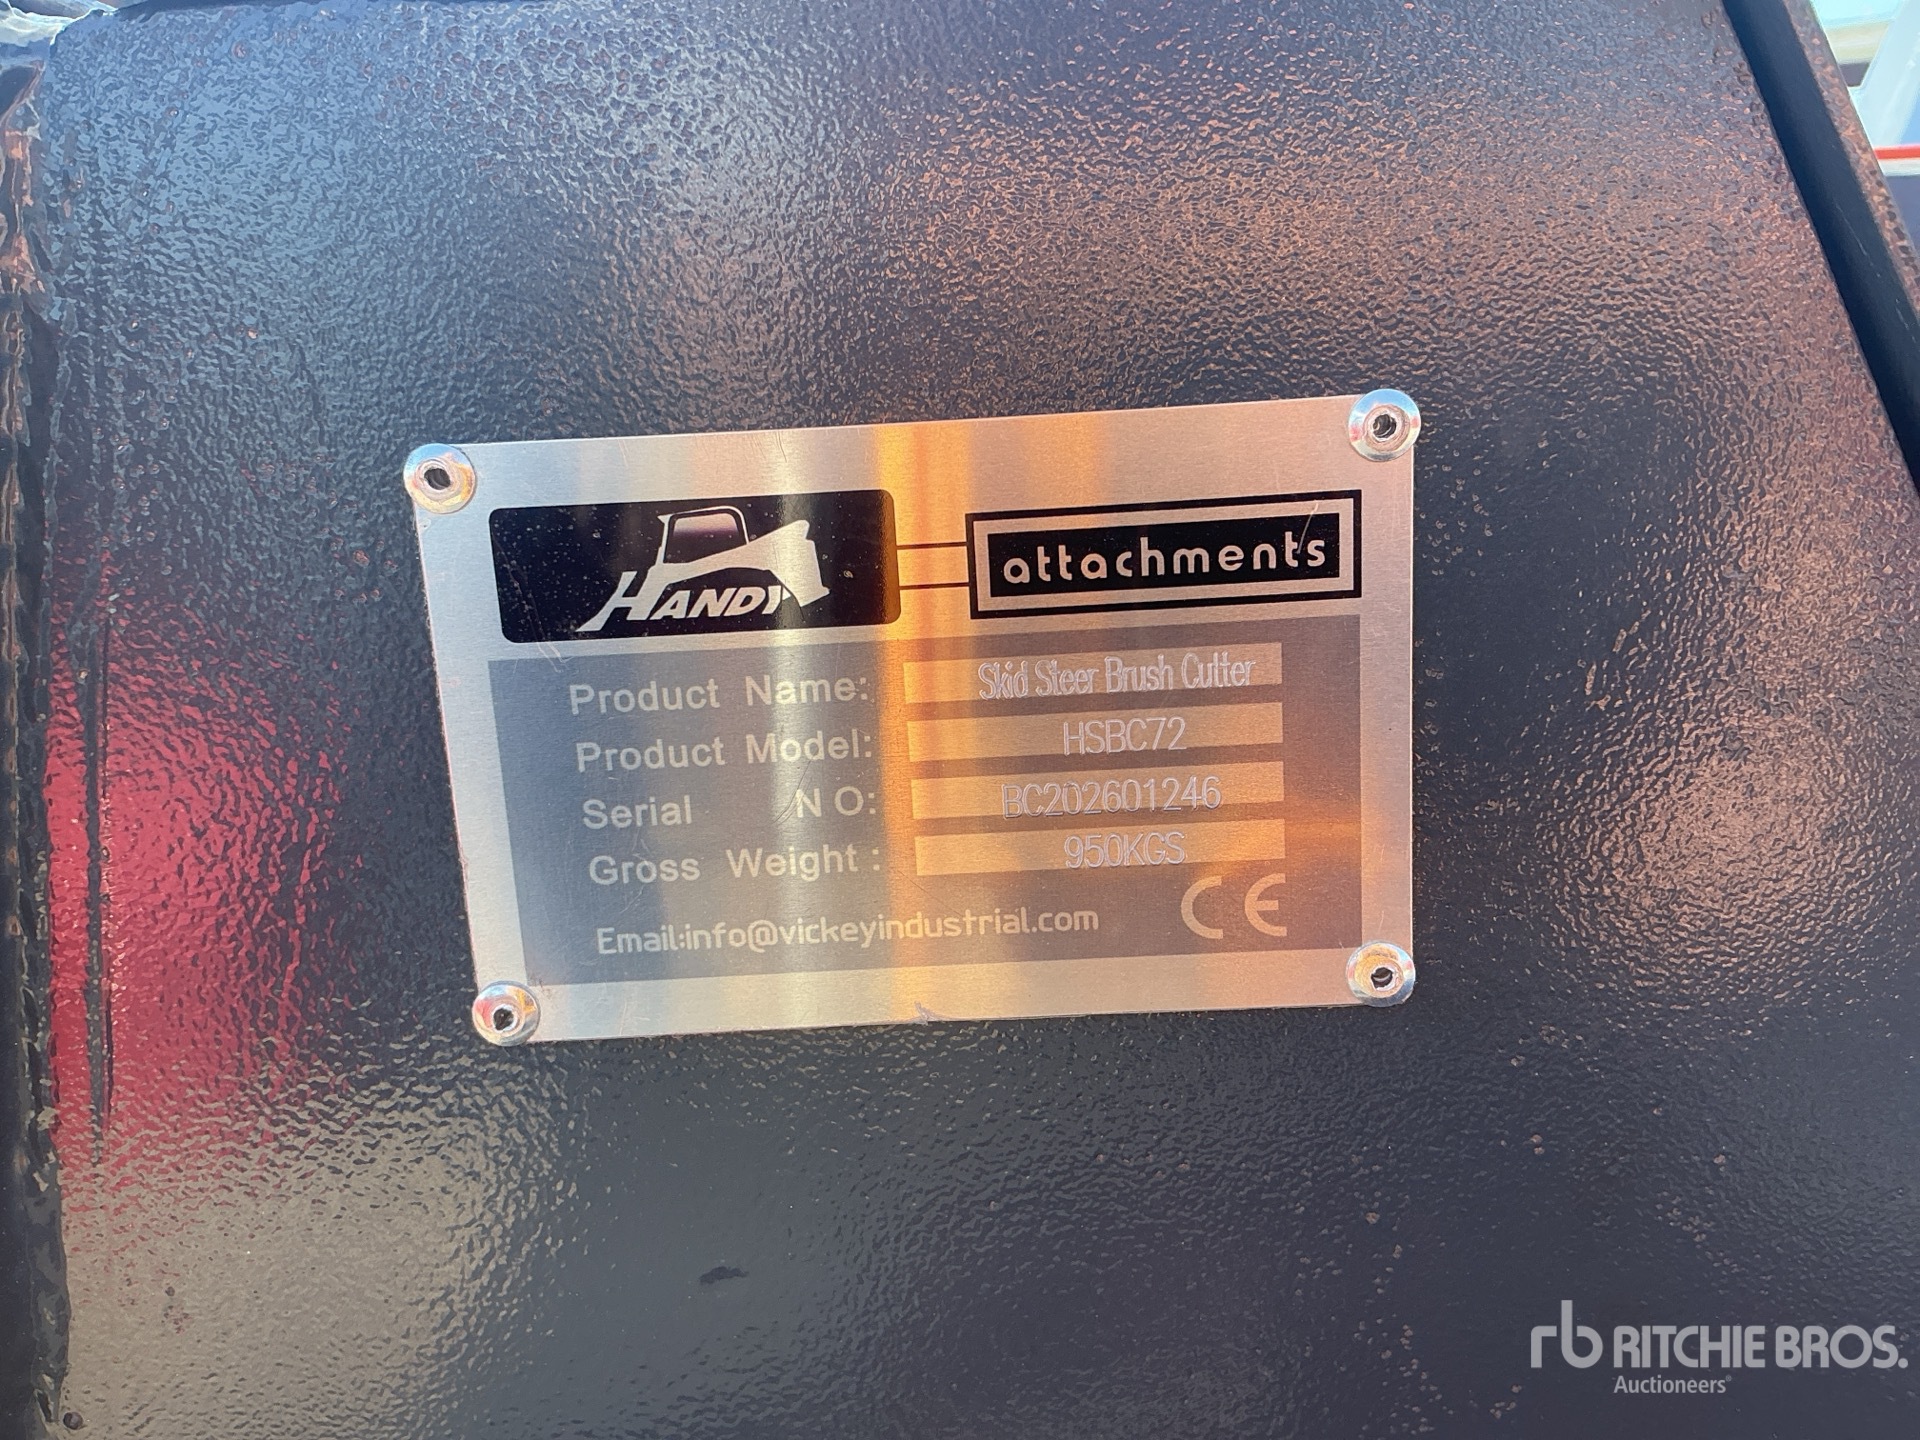 HANDY attachments
Product Name: Skid Steer Brush Cutter
Product Model: HSBC72
Serial NO: BC202601246
Gross Weight: 950KGS
Email:info@vickeyindustrial.com CE
rb RITCHIE BROS.
Auctioneers